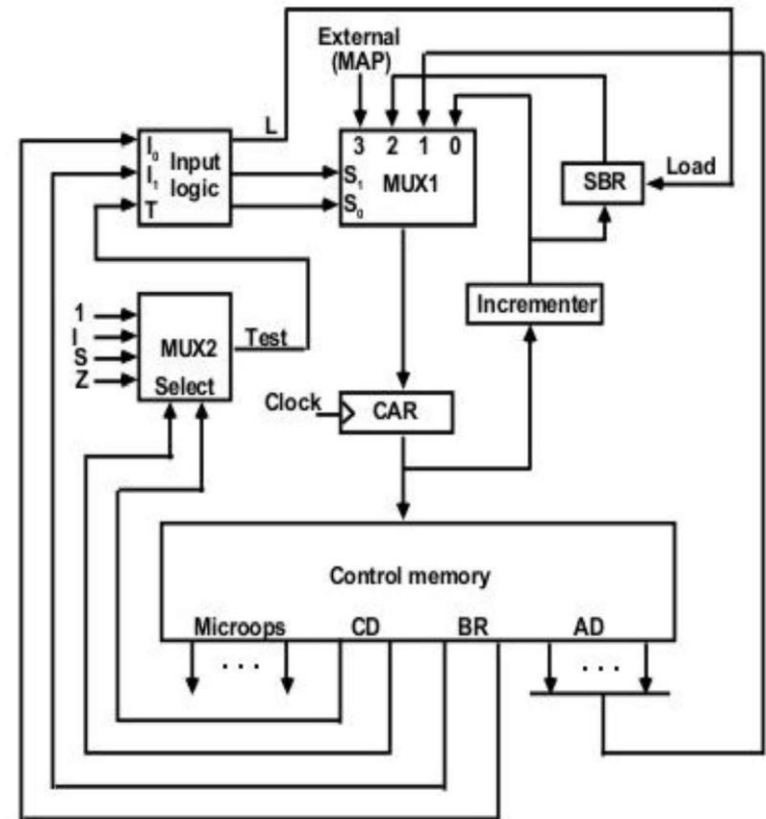 External
(MAP)
L
I₀
Input
logic
I₁
T
3 2 1 0
S₁
MUX1
S₀
SBR
Load
Incrementer
1
I
S
Z
MUX2
Select
Test
Clock
CAR
Control memory
Microops CD BR AD
. . .
. . .